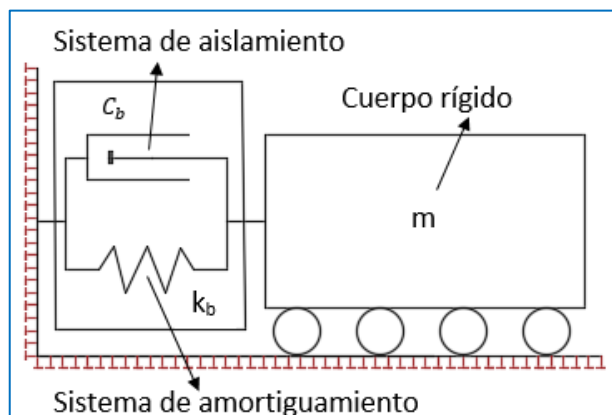 Sistema de aislamiento
C_b
Cuerpo rígido
m
k_b
Sistema de amortiguamiento